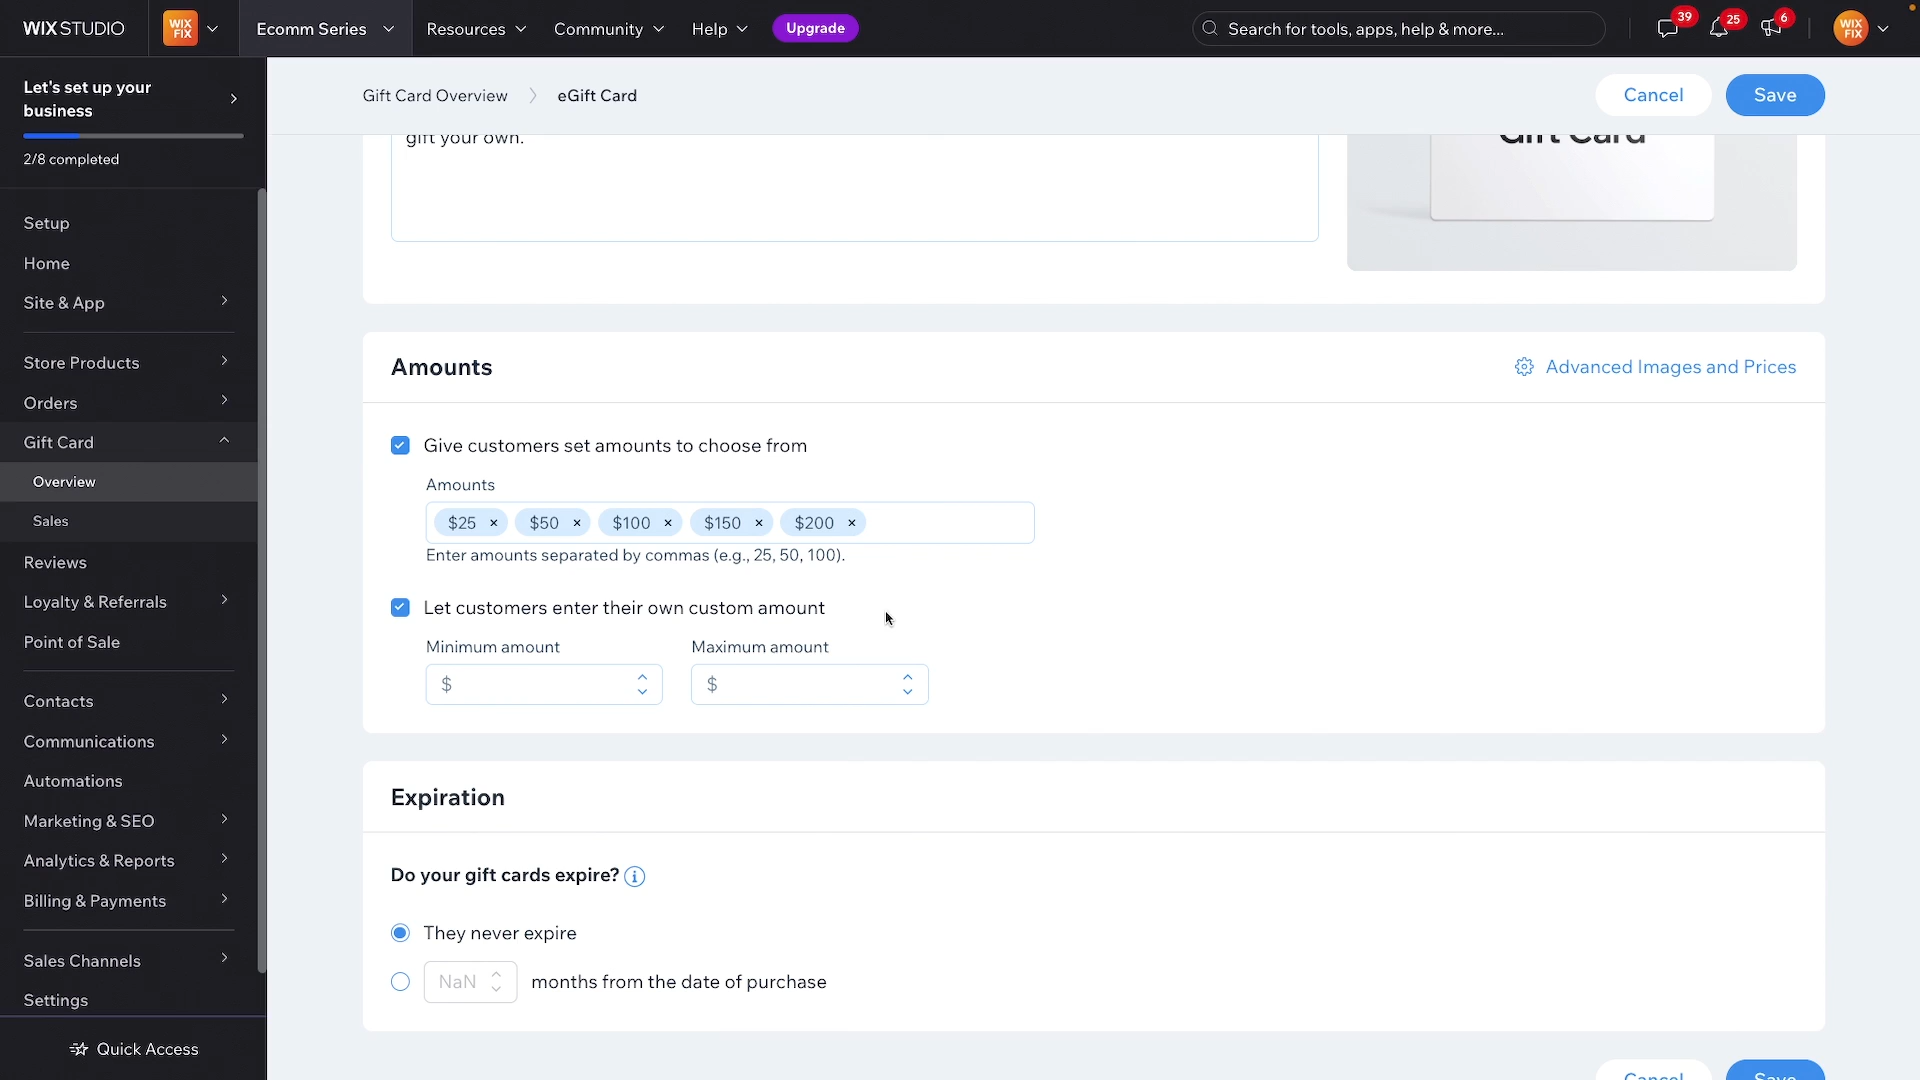 WIX STUDIO
WIX FIX
Ecomm Series
Resources
Community
Help
Upgrade
Search for tools, apps, help & more...
39
25
6
WIX FIX
Let's set up your
business
2/8 completed
Setup
Home
Site & App
Store Products
Orders
Gift Card
Overview
Sales
Reviews
Loyalty & Referrals
Point of Sale
Contacts
Communications
Automations
Marketing & SEO
Analytics & Reports
Billing & Payments
Sales Channels
Settings
Quick Access
Gift Card Overview
eGift Card
Cancel
Save
gift your own.
Gift Card
Amounts
Advanced Images and Prices
Give customers set amounts to choose from
Amounts
$25 × $50 × $100 × $150 × $200 ×
Enter amounts separated by commas (e.g., 25, 50, 100).
Let customers enter their own custom amount
Minimum amount
Maximum amount
$
$
Expiration
Do your gift cards expire?
They never expire
NaN months from the date of purchase
Cancel
Save